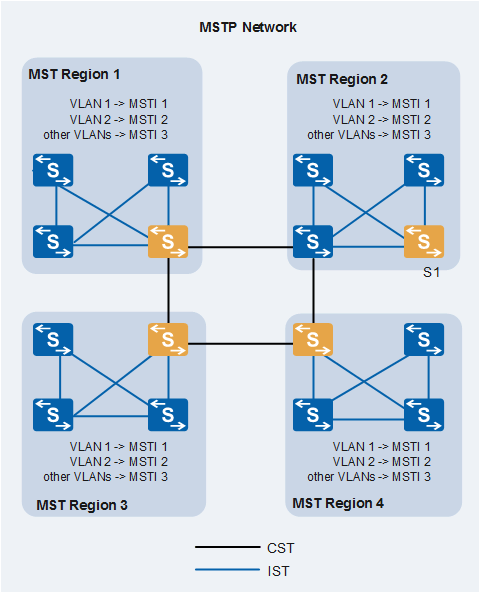 MSTP Network
MST Region 1
VLAN 1 -> MSTI 1
VLAN 2 -> MSTI 2
other VLANs -> MSTI 3
S
S
S
S
MST Region 2
VLAN 1 -> MSTI 1
VLAN 2 -> MSTI 2
other VLANs -> MSTI 3
S
S
S
S
S1
S
S
S
S
VLAN 1 -> MSTI 1
VLAN 2 -> MSTI 2
other VLANs -> MSTI 3
MST Region 3
S
S
S
S
VLAN 1 -> MSTI 1
VLAN 2 -> MSTI 2
other VLANs -> MSTI 3
MST Region 4
CST
IST